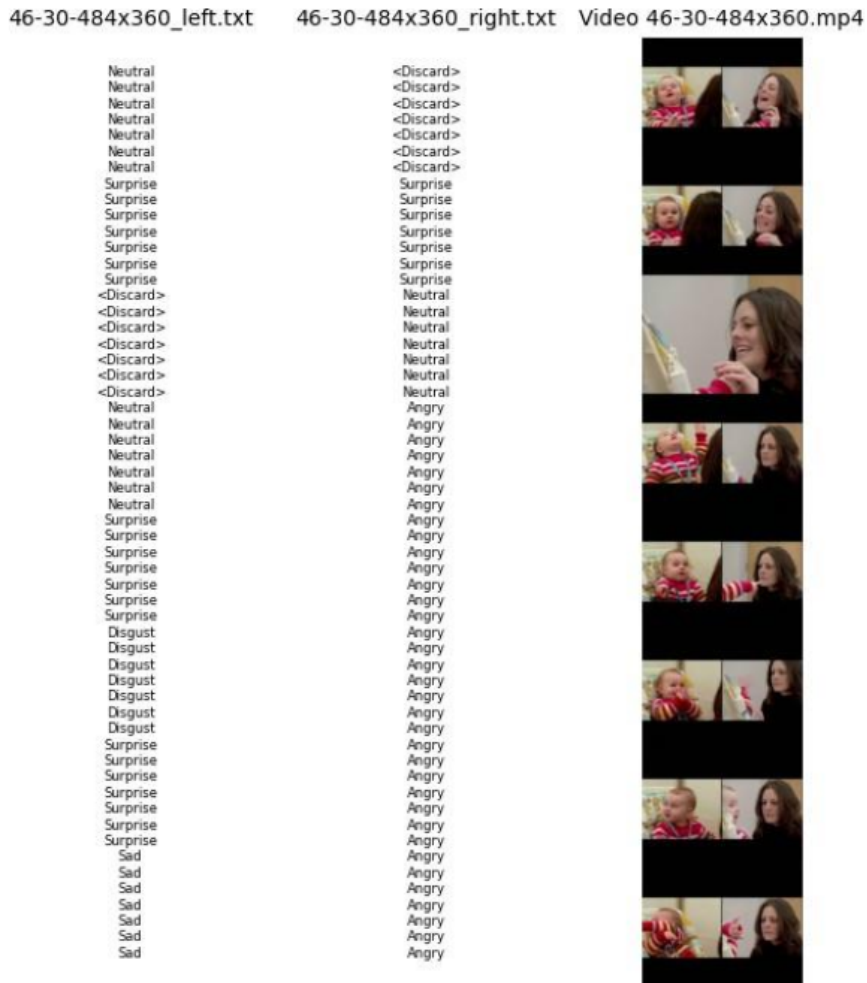 46-30-484x360_left.txt 46-30-484x360_right.txt Video 46-30-484x360.mp4
Neutral <Discard>
Neutral <Discard>
Neutral <Discard>
Neutral <Discard>
Neutral <Discard>
Neutral <Discard>
Neutral <Discard>
Surprise Surprise
Surprise Surprise
Surprise Surprise
Surprise Surprise
Surprise Surprise
Surprise Surprise
Surprise Surprise
<Discard> Neutral
<Discard> Neutral
<Discard> Neutral
<Discard> Neutral
<Discard> Neutral
<Discard> Neutral
<Discard> Neutral
Neutral Angry
Neutral Angry
Neutral Angry
Neutral Angry
Neutral Angry
Neutral Angry
Neutral Angry
Surprise Angry
Surprise Angry
Surprise Angry
Surprise Angry
Surprise Angry
Surprise Angry
Surprise Angry
Disgust Angry
Disgust Angry
Disgust Angry
Disgust Angry
Disgust Angry
Disgust Angry
Disgust Angry
Surprise Angry
Surprise Angry
Surprise Angry
Surprise Angry
Surprise Angry
Surprise Angry
Surprise Angry
Sad Angry
Sad Angry
Sad Angry
Sad Angry
Sad Angry
Sad Angry
Sad Angry